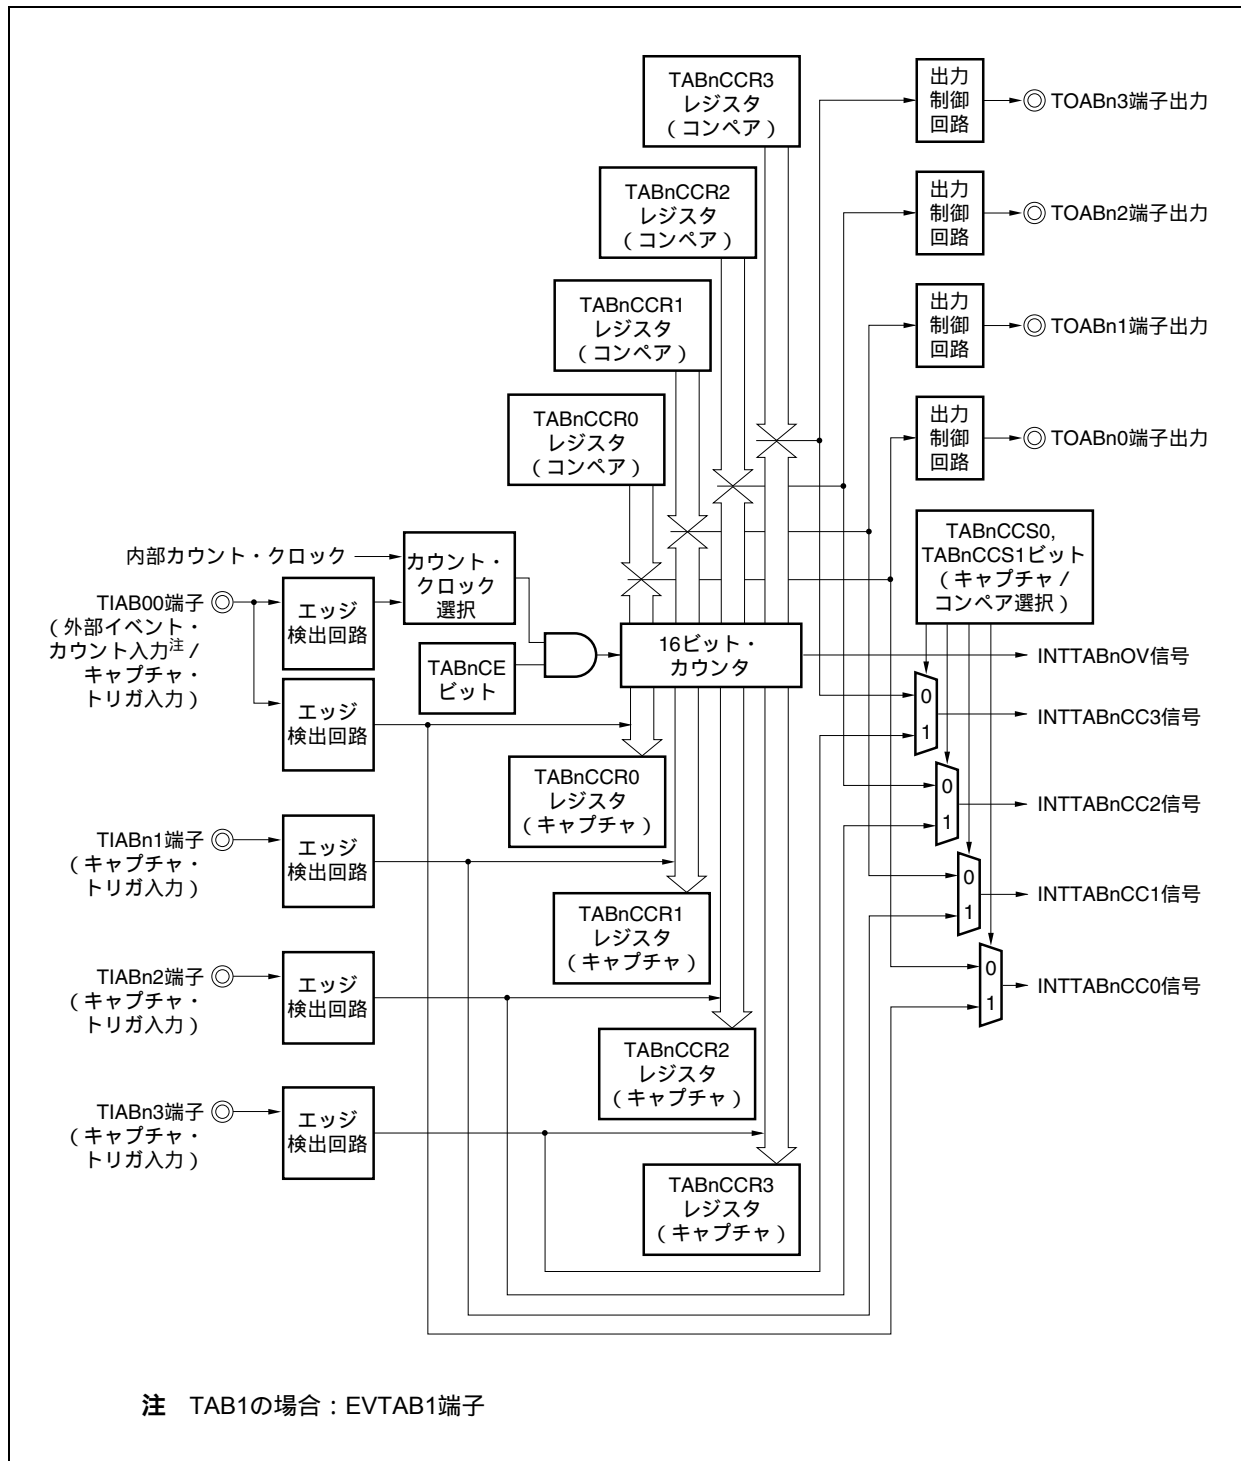 TABnCCR3
レジスタ
（コンペア）
出力
制御
回路
TOABn3端子出力
TABnCCR2
レジスタ
（コンペア）
出力
制御
回路
TOABn2端子出力
TABnCCR1
レジスタ
（コンペア）
出力
制御
回路
TOABn1端子出力
TABnCCR0
レジスタ
（コンペア）
出力
制御
回路
TOABn0端子出力
TABnCCS0,
TABnCCS1ビット
（キャプチャ／
コンペア選択）
内部カウント・クロック
カウント・
クロック
選択
TIAB00端子
（外部イベント・
カウント入力注／
キャプチャ・
トリガ入力）
エッジ
検出回路
TABnCE
ビット
16ビット・
カウンタ
INTTABnOV信号
エッジ
検出回路
0
1
INTTABnCC3信号
TABnCCR0
レジスタ
（キャプチャ）
0
1
INTTABnCC2信号
TIABn1端子
（キャプチャ・
トリガ入力）
エッジ
検出回路
0
1
INTTABnCC1信号
TABnCCR1
レジスタ
（キャプチャ）
TIABn2端子
（キャプチャ・
トリガ入力）
エッジ
検出回路
0
1
INTTABnCC0信号
TABnCCR2
レジスタ
（キャプチャ）
TIABn3端子
（キャプチャ・
トリガ入力）
エッジ
検出回路
TABnCCR3
レジスタ
（キャプチャ）
注　TAB1の場合：EVTAB1端子